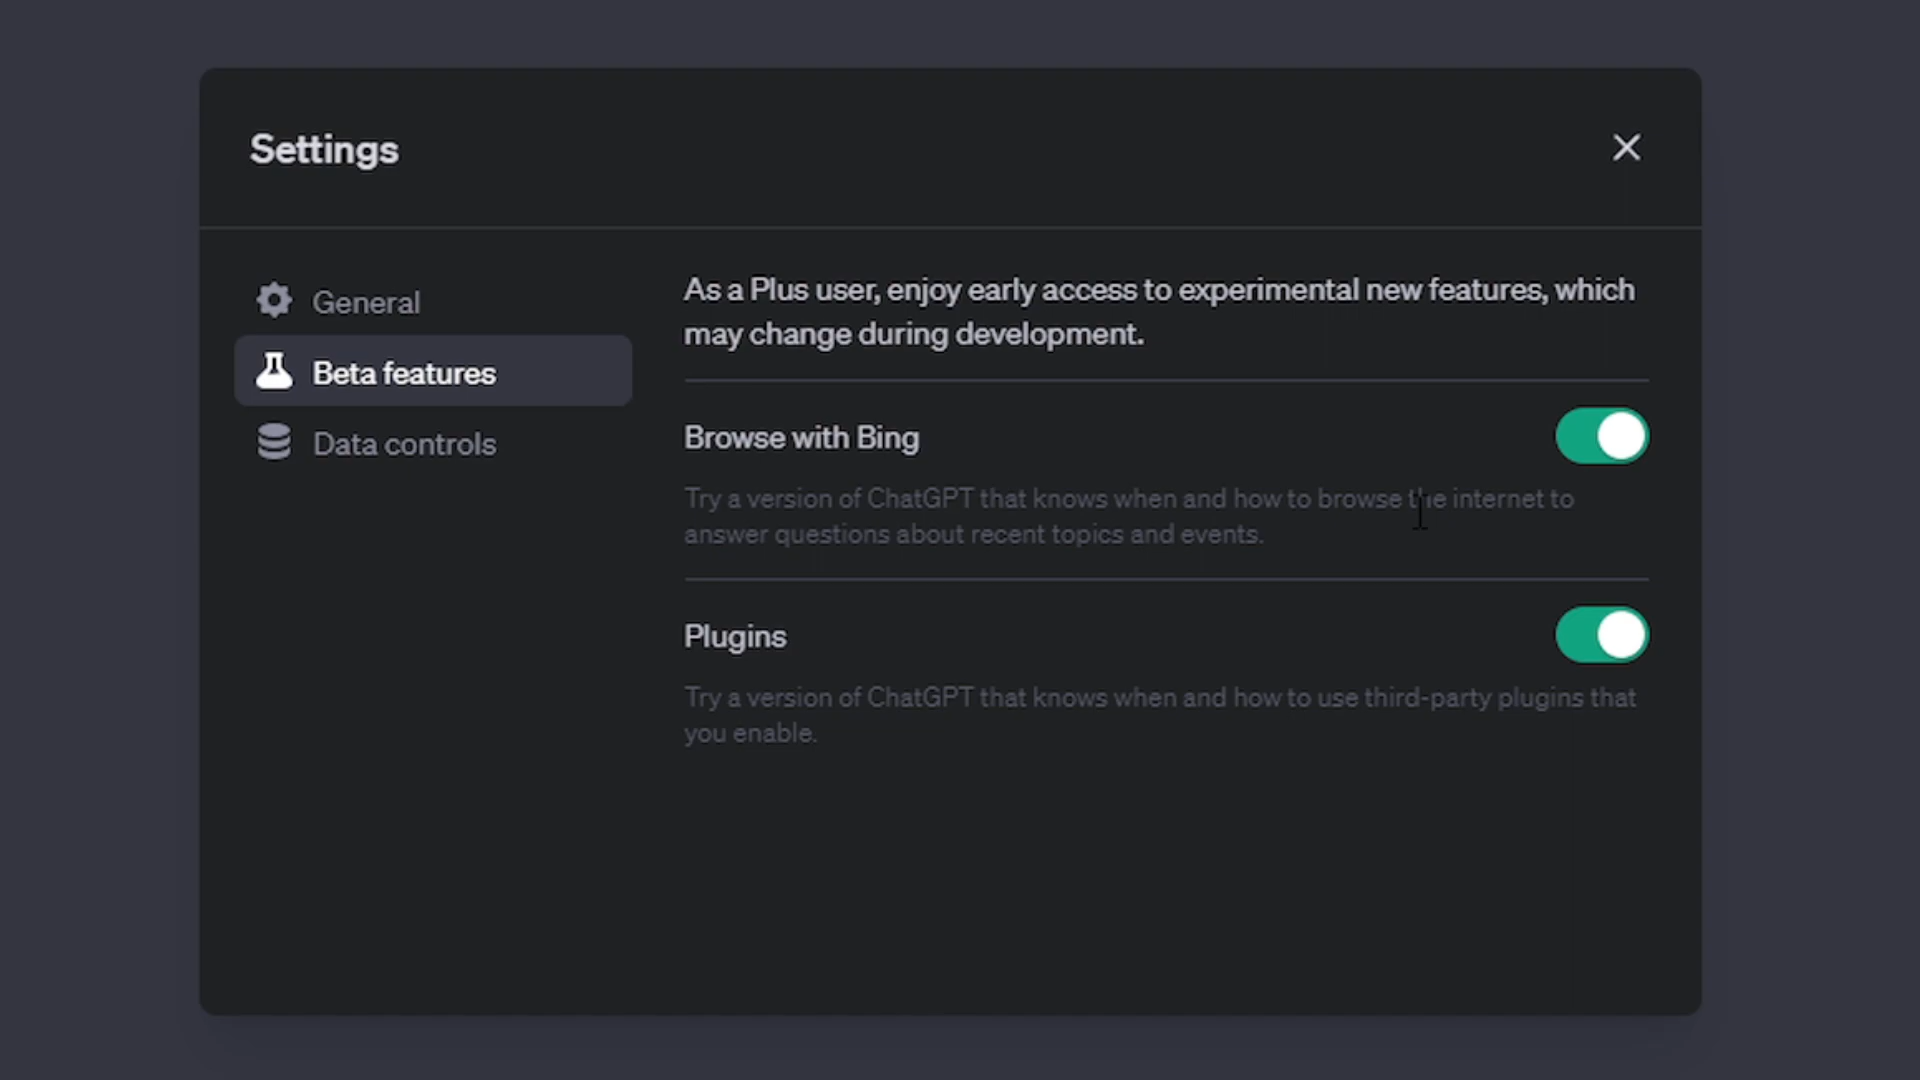 Settings
General
Beta features
Data controls
As a Plus user, enjoy early access to experimental new features, which
may change during development.
Browse with Bing
Try a version of ChatGPT that knows when and how to browse the internet to
answer questions about recent topics and events.
Plugins
Try a version of ChatGPT that knows when and how to use third-party plugins that
you enable.